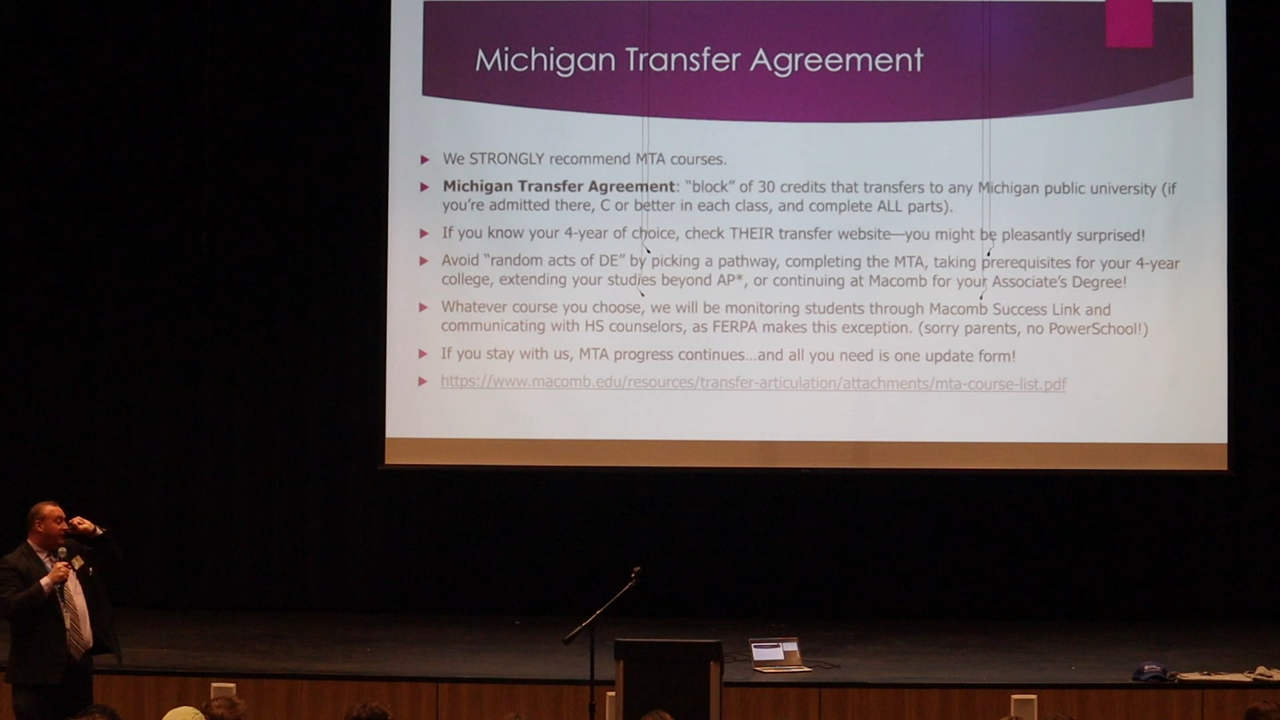 Michigan Transfer Agreement
We STRONGLY recommend MTA courses.
Michigan Transfer Agreement: “block” of 30 credits that transfers to any Michigan public university (if
you’re admitted there, C or better in each class, and complete ALL parts).
If you know your 4-year of choice, check THEIR transfer website—you might be pleasantly surprised!
Avoid “random acts of DE” by picking a pathway, completing the MTA, taking prerequisites for your 4-year
college, extending your studies beyond AP*, or continuing at Macomb for your Associate’s Degree!
Whatever course you choose, we will be monitoring students through Macomb Success Link and
communicating with HS counselors, as FERPA makes this exception. (sorry parents, no PowerSchool!)
If you stay with us, MTA progress continues…and all you need is one update form!
https://www.macomb.edu/resources/transfer-articulation/attachments/mta-course-list.pdf